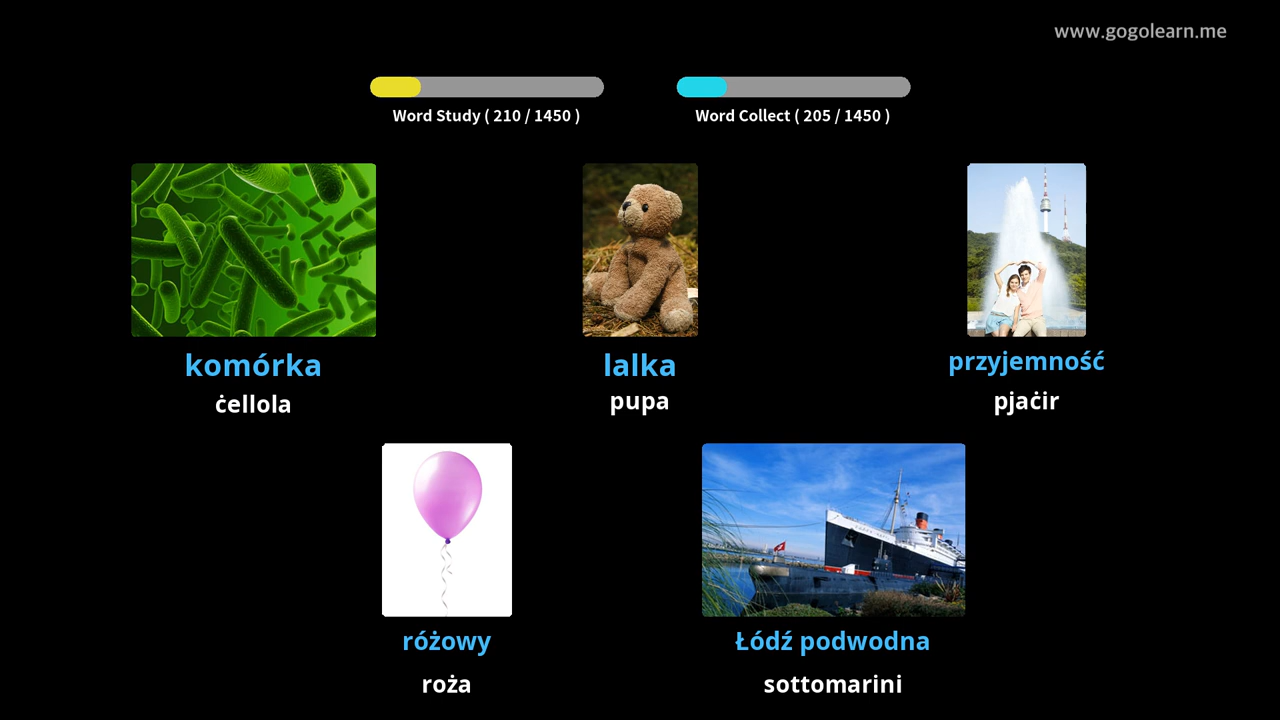 www.gogolearn.me
Word Study ( 210 / 1450 )
Word Collect ( 205 / 1450 )
komórka
ċellola
lalka
pupa
przyjemność
pjaċir
różowy
roża
Łódź podwodna
sottomarini